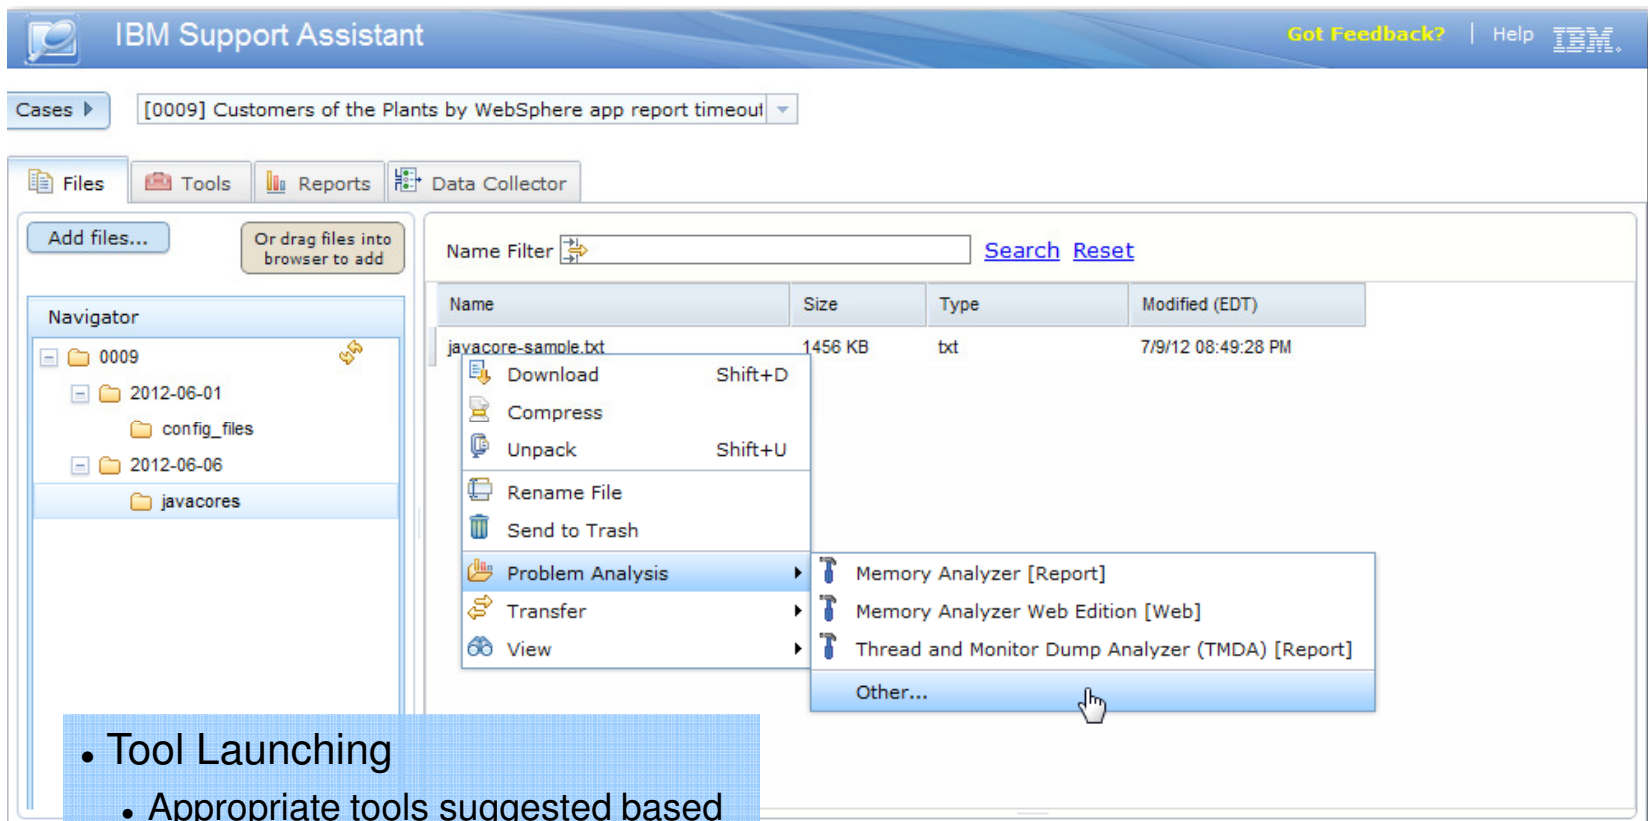 IBM Support Assistant
Got Feedback? | Help IBM.
Cases
[0009] Customers of the Plants by WebSphere app report timeout
Files
Tools
Reports
Data Collector
Add files...
Or drag files into
browser to add
Name Filter
Search Reset
Navigator
0009
2012-06-01
config_files
2012-06-06
javacores
Name Size Type Modified (EDT)
javacore-sample.txt 1456 KB txt 7/9/12 08:49:28 PM
Download Shift+D
Compress
Unpack Shift+U
Rename File
Send to Trash
Problem Analysis
Transfer
View
Memory Analyzer [Report]
Memory Analyzer Web Edition [Web]
Thread and Monitor Dump Analyzer (TMDA) [Report]
Other...
• Tool Launching
• Appropriate tools suggested based